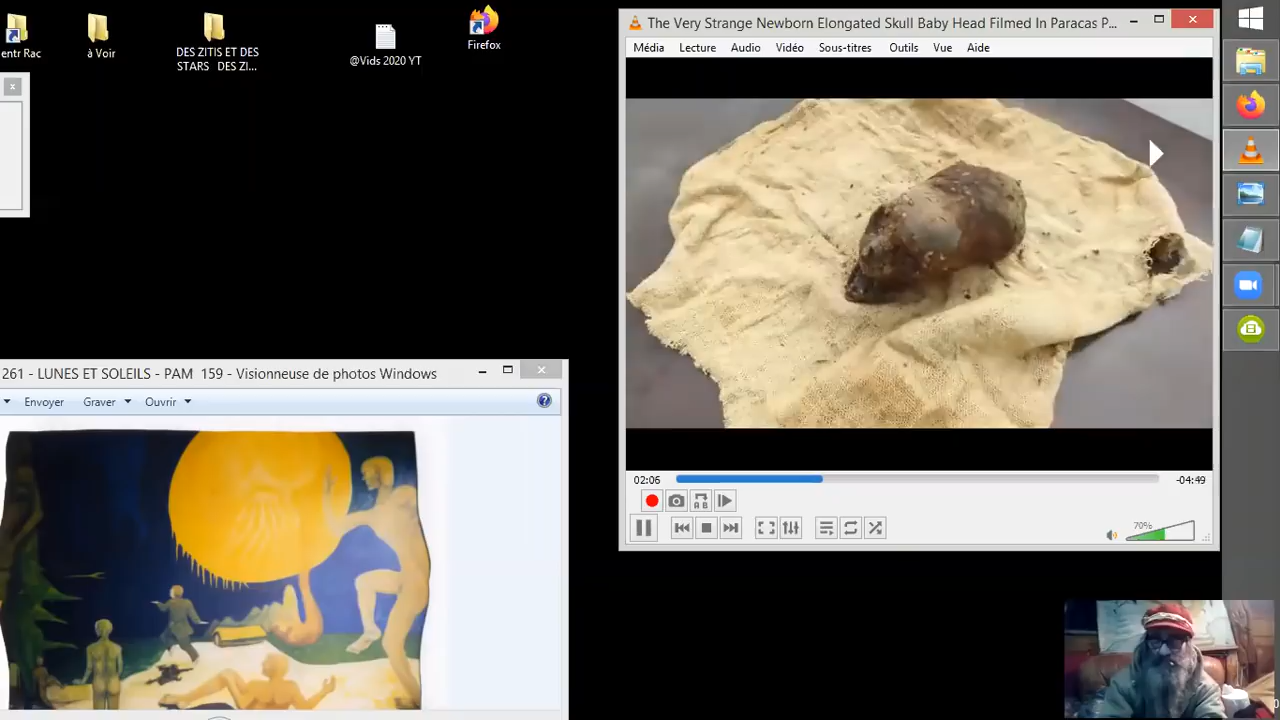 entr Rac
à Voir
DES ZITIS ET DES
STARS DES ZI...
@Vids 2020 YT
Firefox
The Very Strange Newborn Elongated Skull Baby Head Filmed In Paracas P...
Média Lecture Audio Vidéo Sous-titres Outils Vue Aide
02:06
-04:49
70%
261 - LUNES ET SOLEILS - PAM 159 - Visionneuse de photos Windows
Envoyer Graver Ouvrir